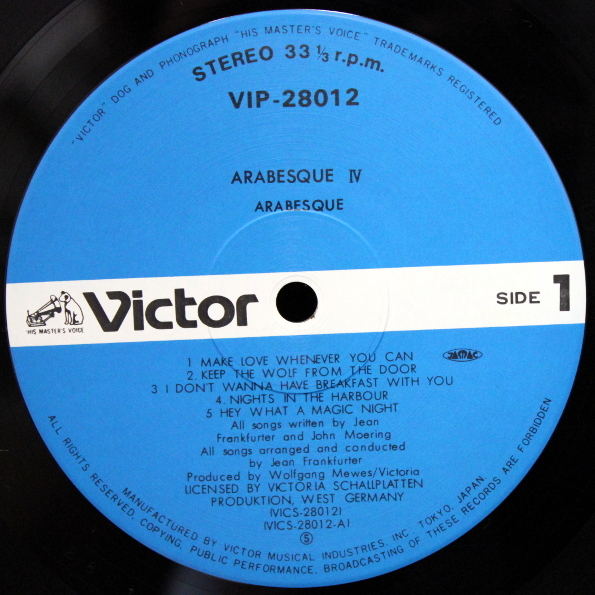 "VICTOR" DOG AND PHONOGRAPH "HIS MASTER'S VOICE" TRADEMARKS REGISTERED
STEREO 33 1/3 r.p.m.
VIP-28012
ARABESQUE IV
ARABESQUE
"HIS MASTER'S VOICE"
Victor
SIDE 1
1 MAKE LOVE WHENEVER YOU CAN
JASRAC
2. KEEP THE WOLF FROM THE DOOR
3 I DON'T WANNA HAVE BREAKFAST WITH YOU
4. NIGHTS IN THE HARBOUR
5 HEY WHAT A MAGIC NIGHT
All songs written by Jean
Frankfurter and John Moering
All songs arranged and conducted
by Jean Frankfurter
Produced by Wolfgang Mewes/Victoria
LICENSED BY VICTORIA SCHALLPLATTEN
PRODUKTION, WEST GERMANY
(VICS-28012)
(VICS-28012-A)
Ⓢ
MANUFACTURED BY VICTOR MUSICAL INDUSTRIES, INC. TOKYO, JAPAN
ALL RIGHTS RESERVED, COPYING, PUBLIC PERFORMANCE, BROADCASTING OF THESE RECORDS ARE FORBIDDEN